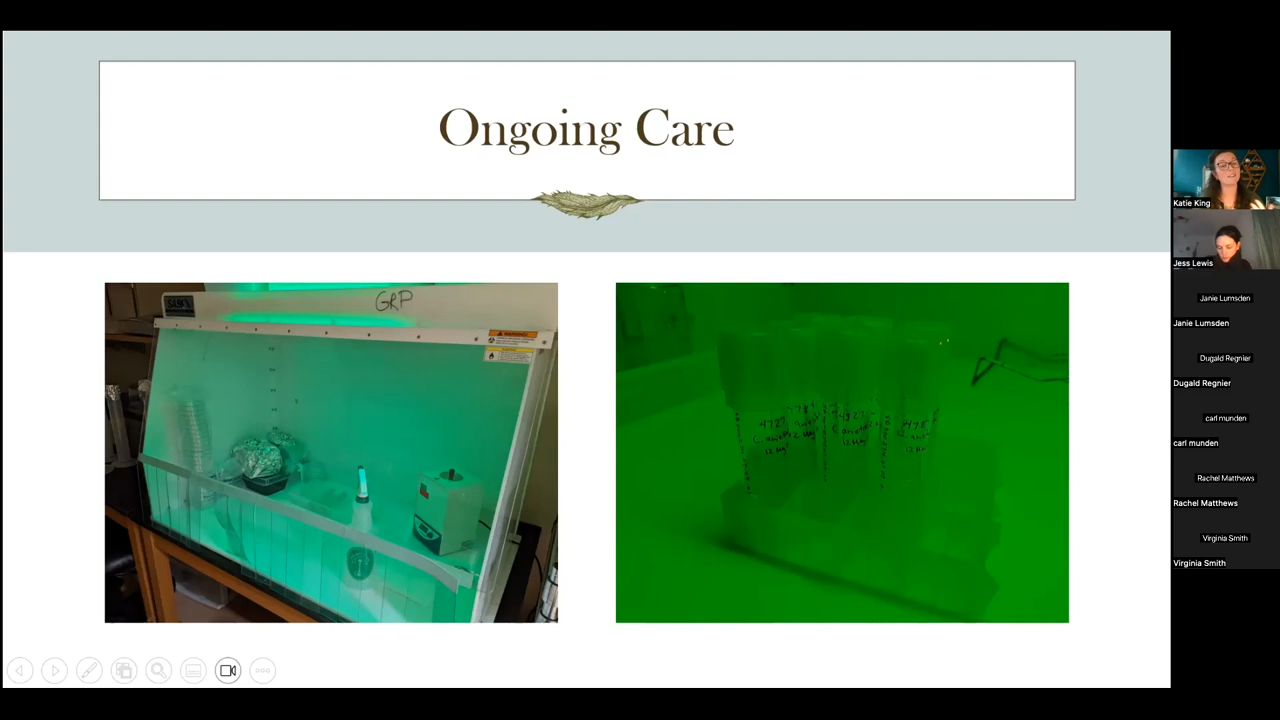 Ongoing Care
GRP
WARNING
Katie King
Jess Lewis
Janie Lumsden
Janie Lumsden
Dugald Regnier
Dugald Regnier
carl munden
carl munden
Rachel Matthews
Rachel Matthews
Virginia Smith
Virginia Smith